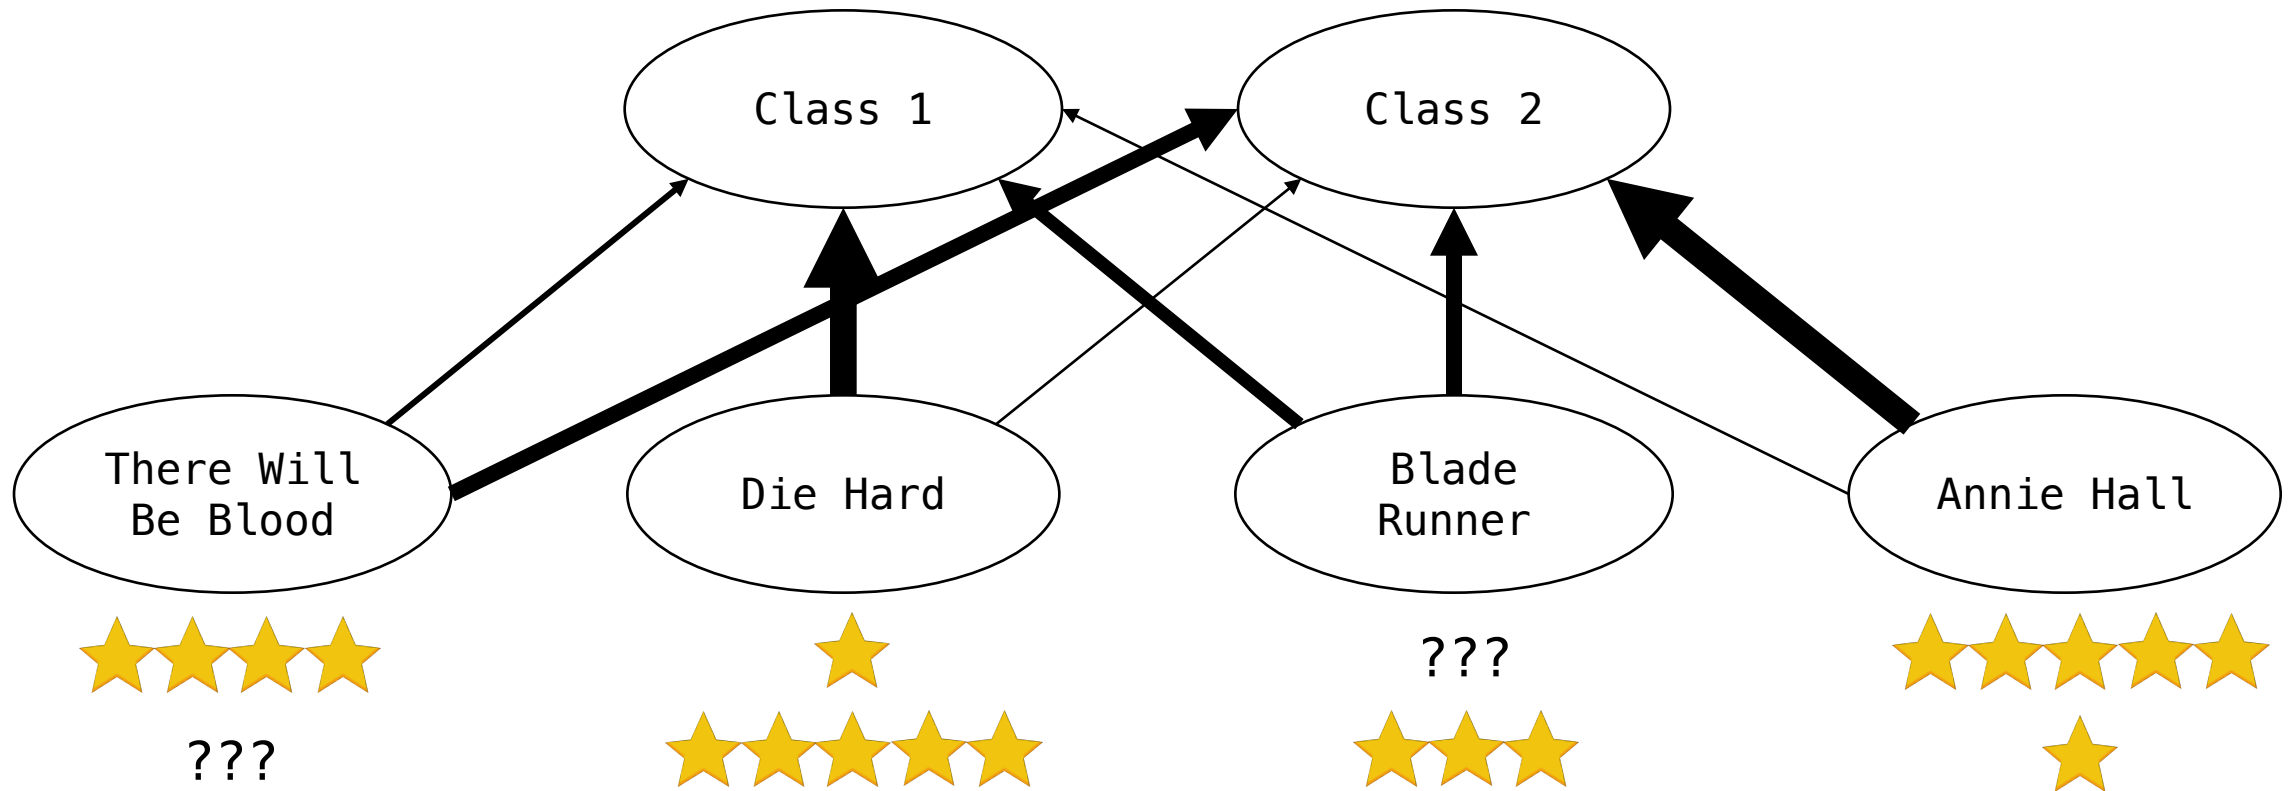 Class 1
Class 2
There Will
Be Blood
Die Hard
Blade
Runner
Annie Hall
???
???